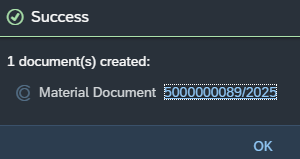 Success
1 document(s) created:
Material Document 5000000089/2025
OK